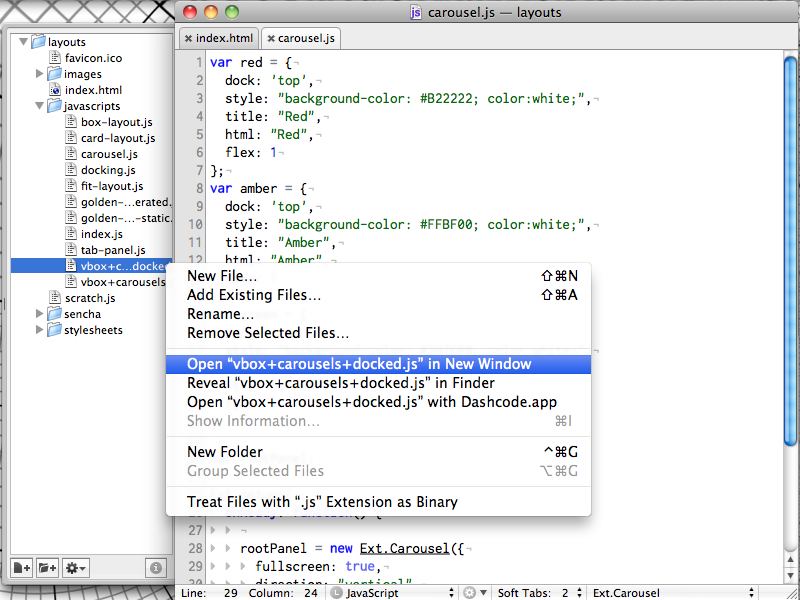 carousel.js — layouts
index.html
carousel.js
layouts
favicon.ico
images
index.html
javascripts
box-layout.js
card-layout.js
carousel.js
docking.js
fit-layout.js
golden-...erated.
golden-...-static.
index.js
tab-panel.js
vbox+c...docked
vbox+carousels
scratch.js
sencha
stylesheets
1 var red = {¬
2 dock: 'top',¬
3 style: "background-color: #B22222; color:white;",¬
4 title: "Red",¬
5 html: "Red",¬
6 flex: 1¬
7 };¬
8 var amber = {¬
9 dock: 'top',¬
10 style: "background-color: #FFBF00; color:white;",¬
11 title: "Amber",¬
12 html: "Amber"
New File... ⇧⌘N
Add Existing Files... ⇧⌘A
Rename...
Remove Selected Files...
Open “vbox+carousels+docked.js” in New Window
Reveal “vbox+carousels+docked.js” in Finder
Open “vbox+carousels+docked.js” with Dashcode.app
Show Information... ⌘I
New Folder ^⌘G
Group Selected Files ⌥⌘G
Treat Files with “.js” Extension as Binary
27 ¬
28 rootPanel = new Ext.Carousel({¬
29 fullscreen: true,¬
30 direction: "vertical"
Line: 29 Column: 24 JavaScript Soft Tabs: 2 Ext.Carousel